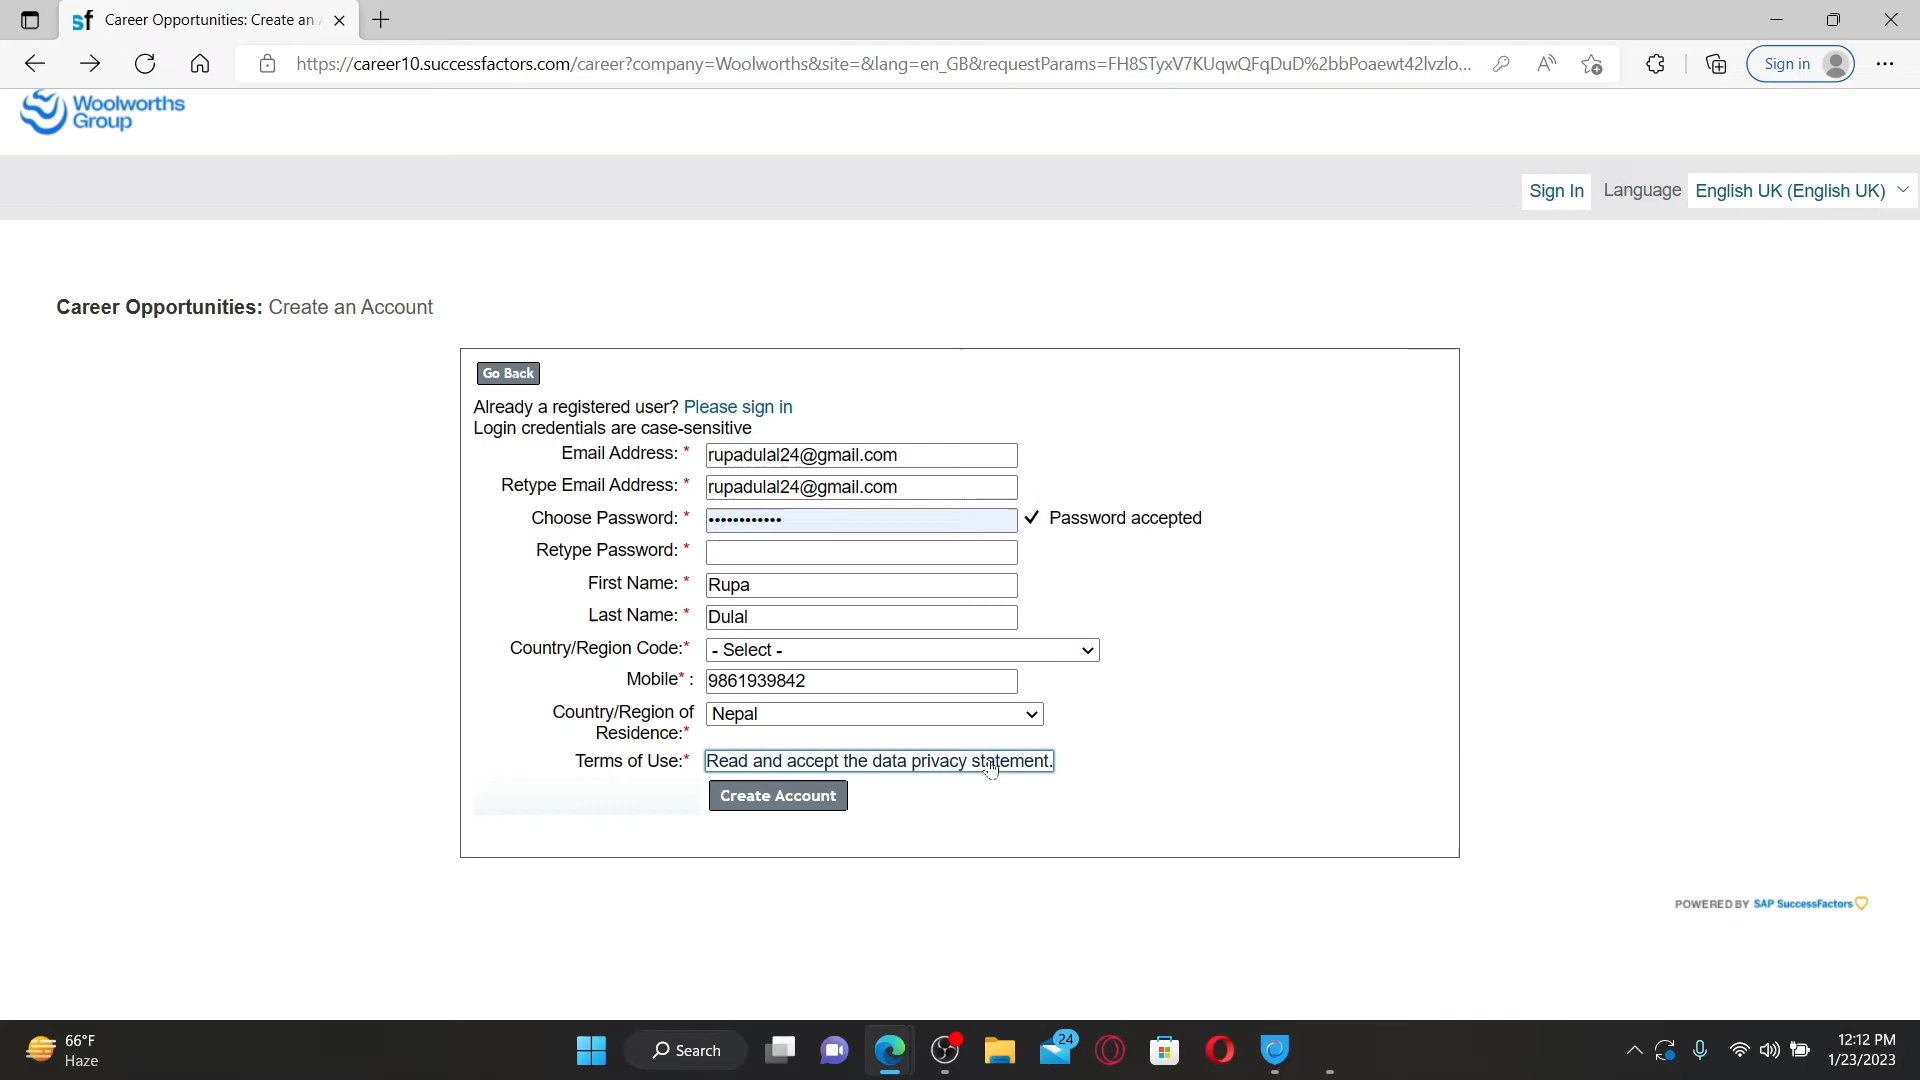 Career Opportunities: Create an
https://career10.successfactors.com/career?company=Woolworths&site=&lang=en_GB&requestParams=FH8STyxV7KUqwQFqDuD%2bbPoaewt42lvzlo...
Sign in
Woolworths
Group
Sign In Language English UK (English UK)
Career Opportunities: Create an Account
Go Back
Already a registered user? Please sign in
Login credentials are case-sensitive
Email Address: * rupadulal24@gmail.com
Retype Email Address: * rupadulal24@gmail.com
Choose Password: * •••••••••••• ✓ Password accepted
Retype Password: *
First Name: * Rupa
Last Name: * Dulal
Country/Region Code:* - Select -
Mobile* : 9861939842
Country/Region of Nepal
Residence:*
Terms of Use:* Read and accept the data privacy statement.
Create Account
POWERED BY SAP SuccessFactors
66°F
Haze
Search
24
12:12 PM
1/23/2023